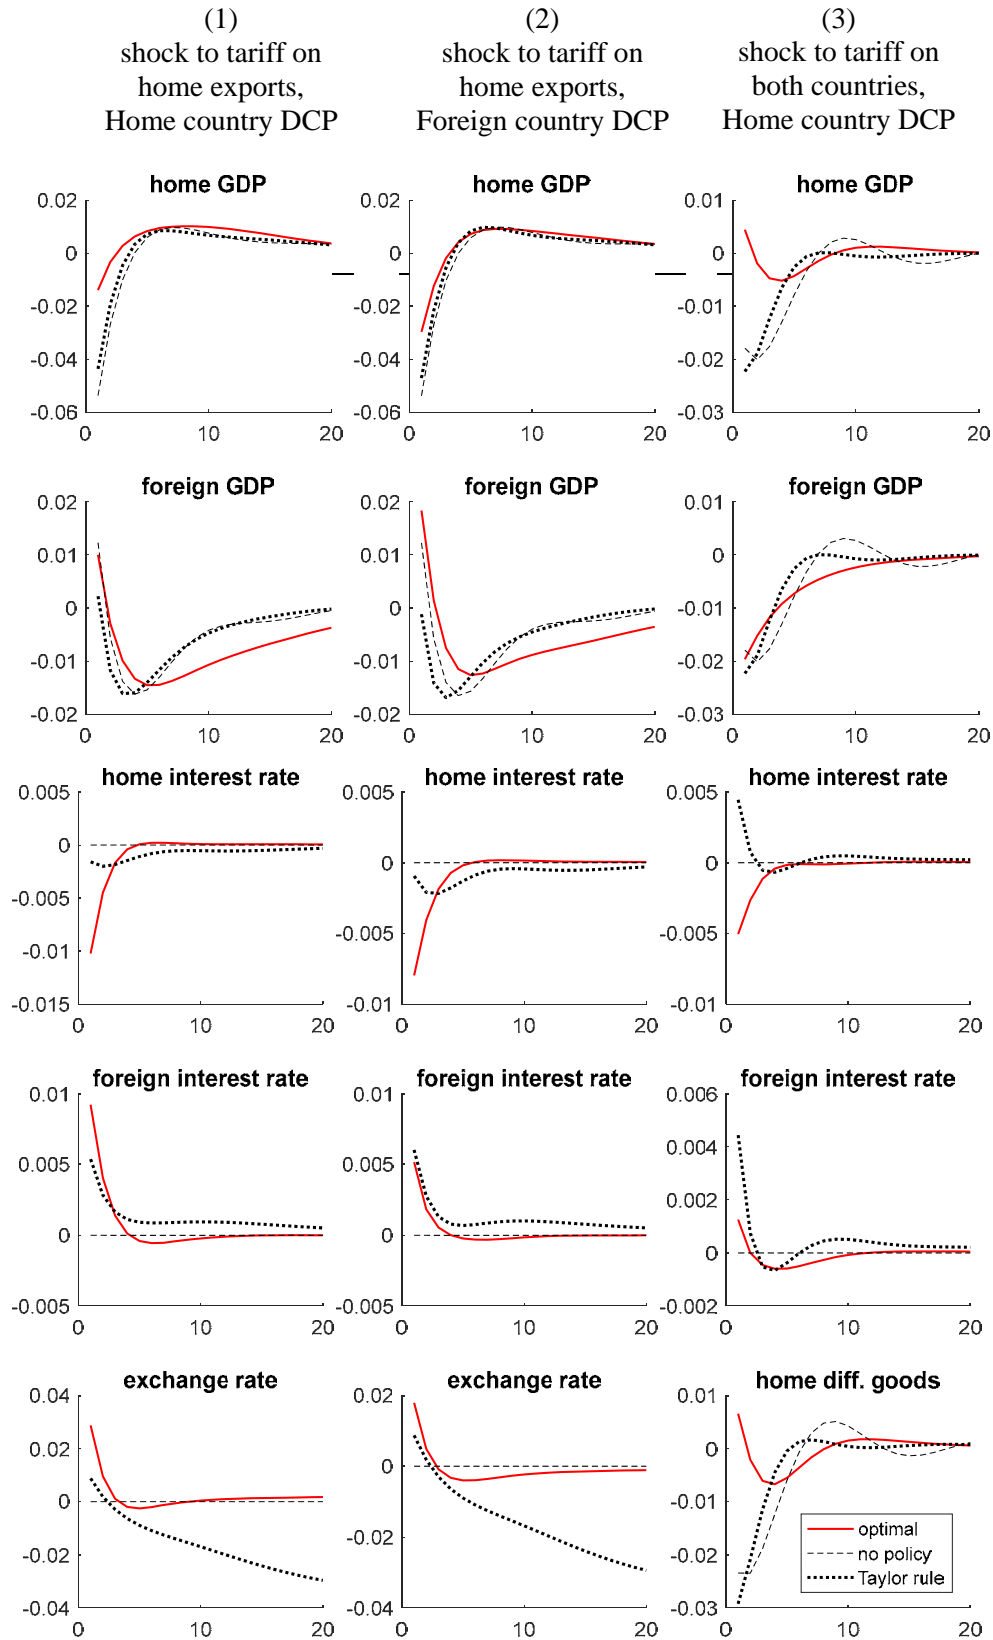 (1)
shock to tariff on
home exports,
Home country DCP
(2)
shock to tariff on
home exports,
Foreign country DCP
(3)
shock to tariff on
both countries,
Home country DCP
home GDP
0.02
0
-0.02
-0.04
-0.06
0 10 20
home GDP
0.02
0
-0.02
-0.04
-0.06
0 10 20
home GDP
0.01
0
-0.01
-0.02
-0.03
0 10 20
foreign GDP
0.02
0.01
0
-0.01
-0.02
0 10 20
foreign GDP
0.02
0.01
0
-0.01
-0.02
0 10 20
foreign GDP
0.01
0
-0.01
-0.02
-0.03
0 10 20
home interest rate
0.005
0
-0.005
-0.01
-0.015
0 10 20
home interest rate
0.005
0
-0.005
-0.01
0 10 20
home interest rate
0.005
0
-0.005
-0.01
0 10 20
foreign interest rate
0.01
0.005
0
-0.005
0 10 20
foreign interest rate
0.01
0.005
0
-0.005
0 10 20
foreign interest rate
0.006
0.004
0.002
0
-0.002
0 10 20
exchange rate
0.04
0.02
0
-0.02
-0.04
0 10 20
exchange rate
0.02
0
-0.02
-0.04
0 10 20
home diff. goods
0.01
0
-0.01
-0.02
-0.03
0 10 20
optimal
no policy
Taylor rule